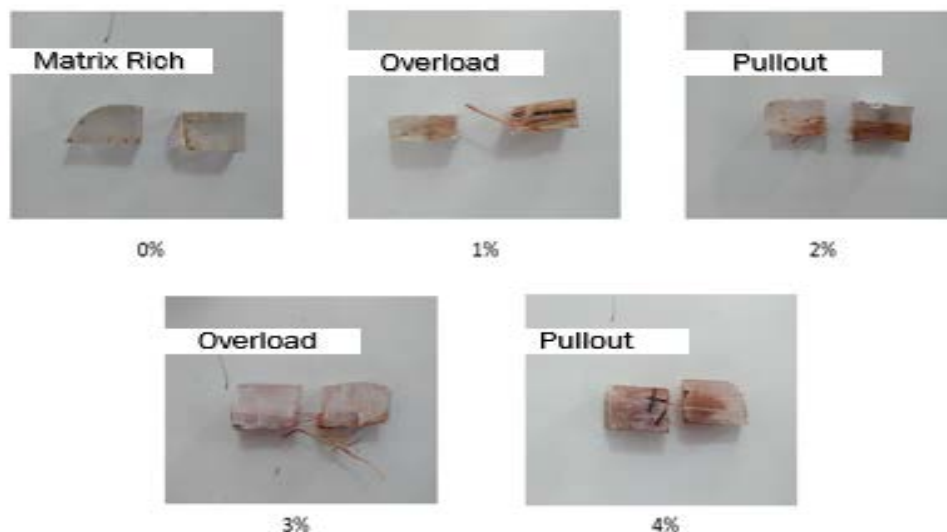 Matrix Rich
Overload
Pullout
0%
1%
2%
Overload
Pullout
3%
4%